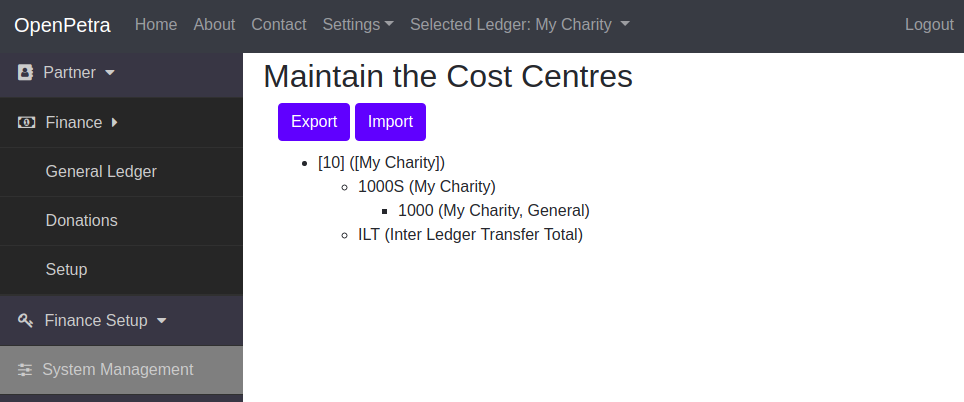 OpenPetra Home About Contact Settings Selected Ledger: My Charity Logout
Partner
Finance
General Ledger
Donations
Setup
Finance Setup
System Management
Maintain the Cost Centres
Export Import
[10] ([My Charity])
1000S (My Charity)
1000 (My Charity, General)
ILT (Inter Ledger Transfer Total)